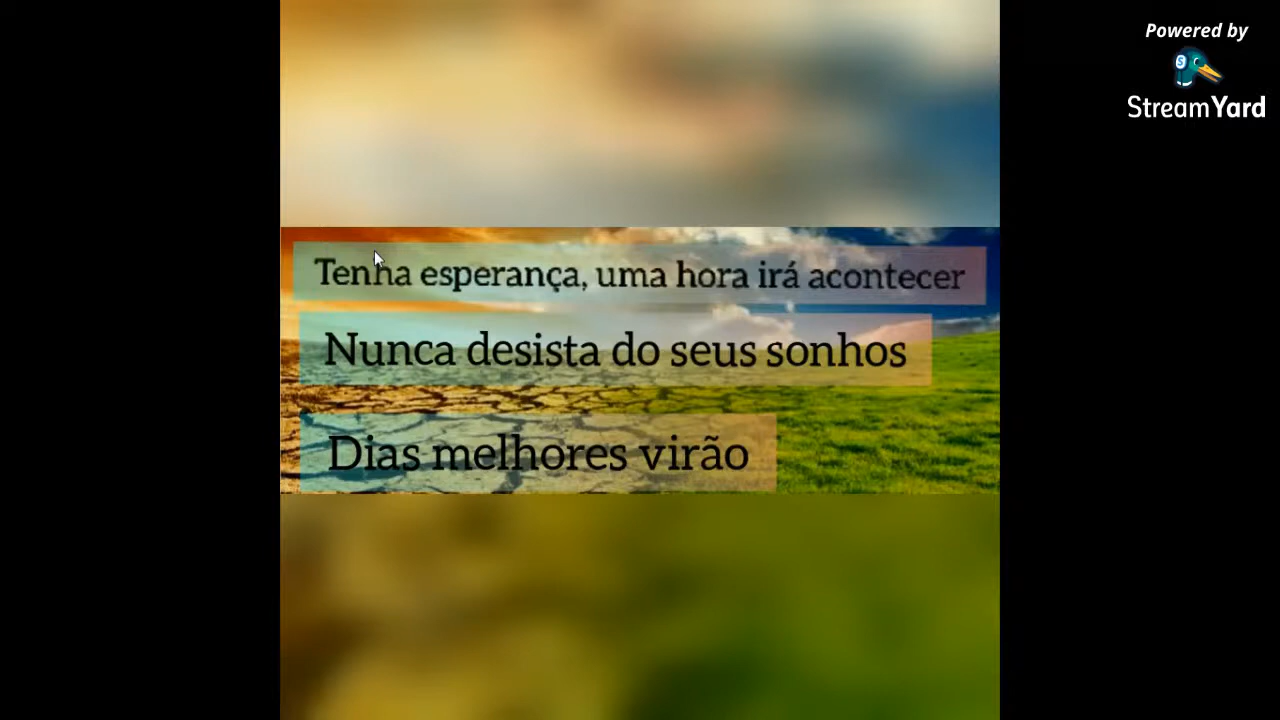 Powered by
StreamYard
Tenha esperança, uma hora irá acontecer
Nunca desista do seus sonhos
Dias melhores virão